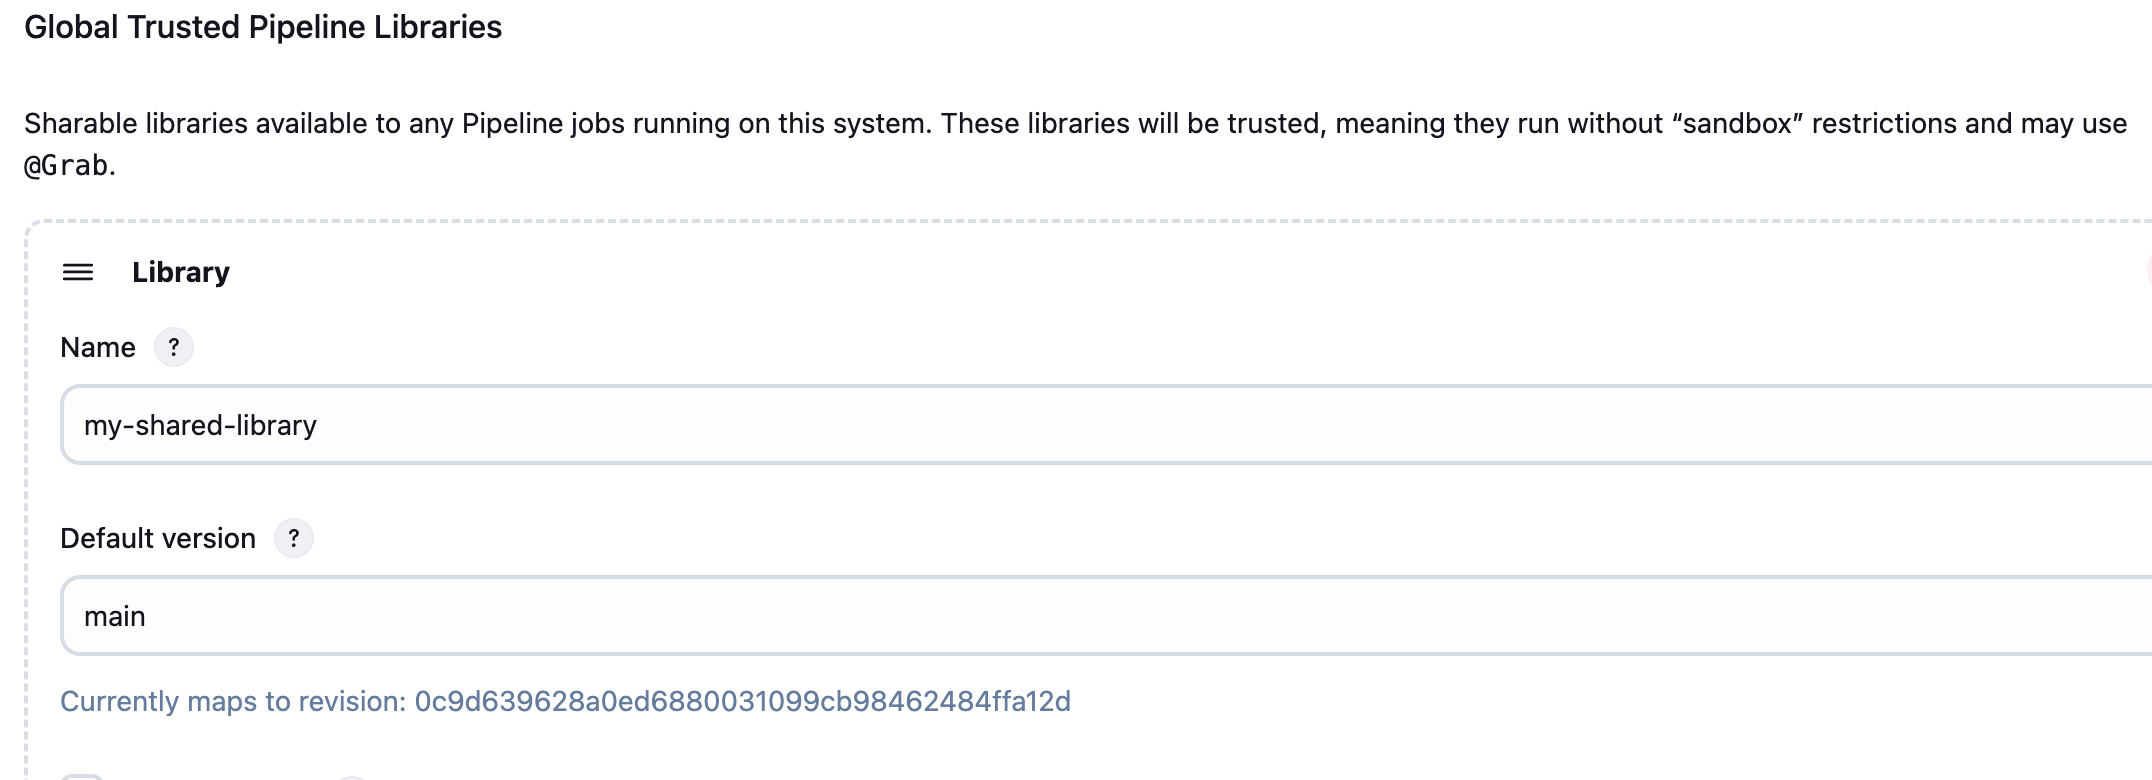 Global Trusted Pipeline Libraries
Sharable libraries available to any Pipeline jobs running on this system. These libraries will be trusted, meaning they run without “sandbox” restrictions and may use
@Grab.
Library
Name ?
my-shared-library
Default version ?
main
Currently maps to revision: 0c9d639628a0ed6880031099cb98462484ffa12d